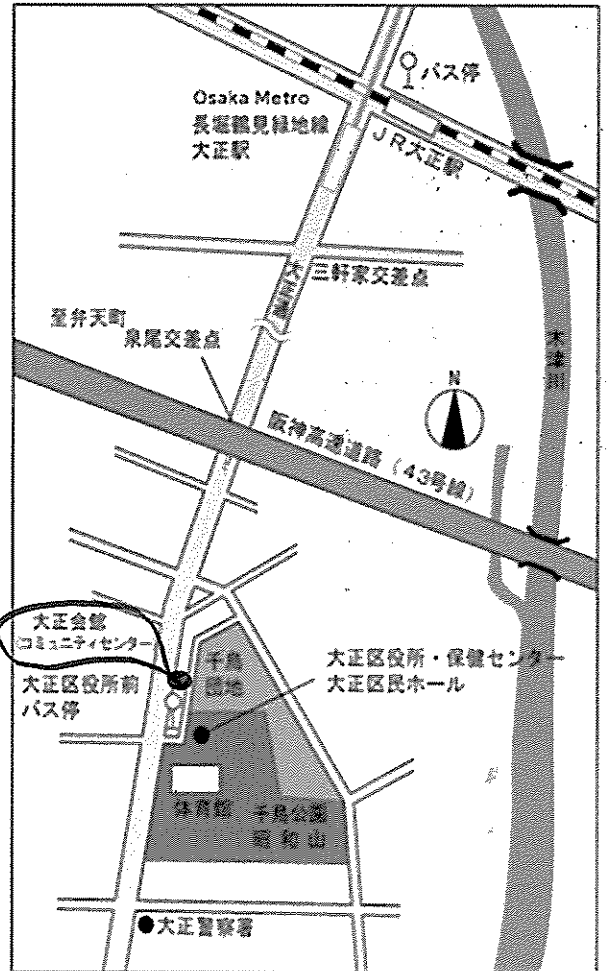 バス停
Osaka Metro
長堀鶴見緑地線
大正駅
JR大正駅
三軒家交差点
至弁天町
泉尾交差点
木津川
N
阪神高速道路(43号線)
大正会館
(コミュニティセンター)
千島
団地
大正区役所・保健センター
大正区民ホール
大正区役所前
バス停
体育館
千島公園
昭和山
大正警察署